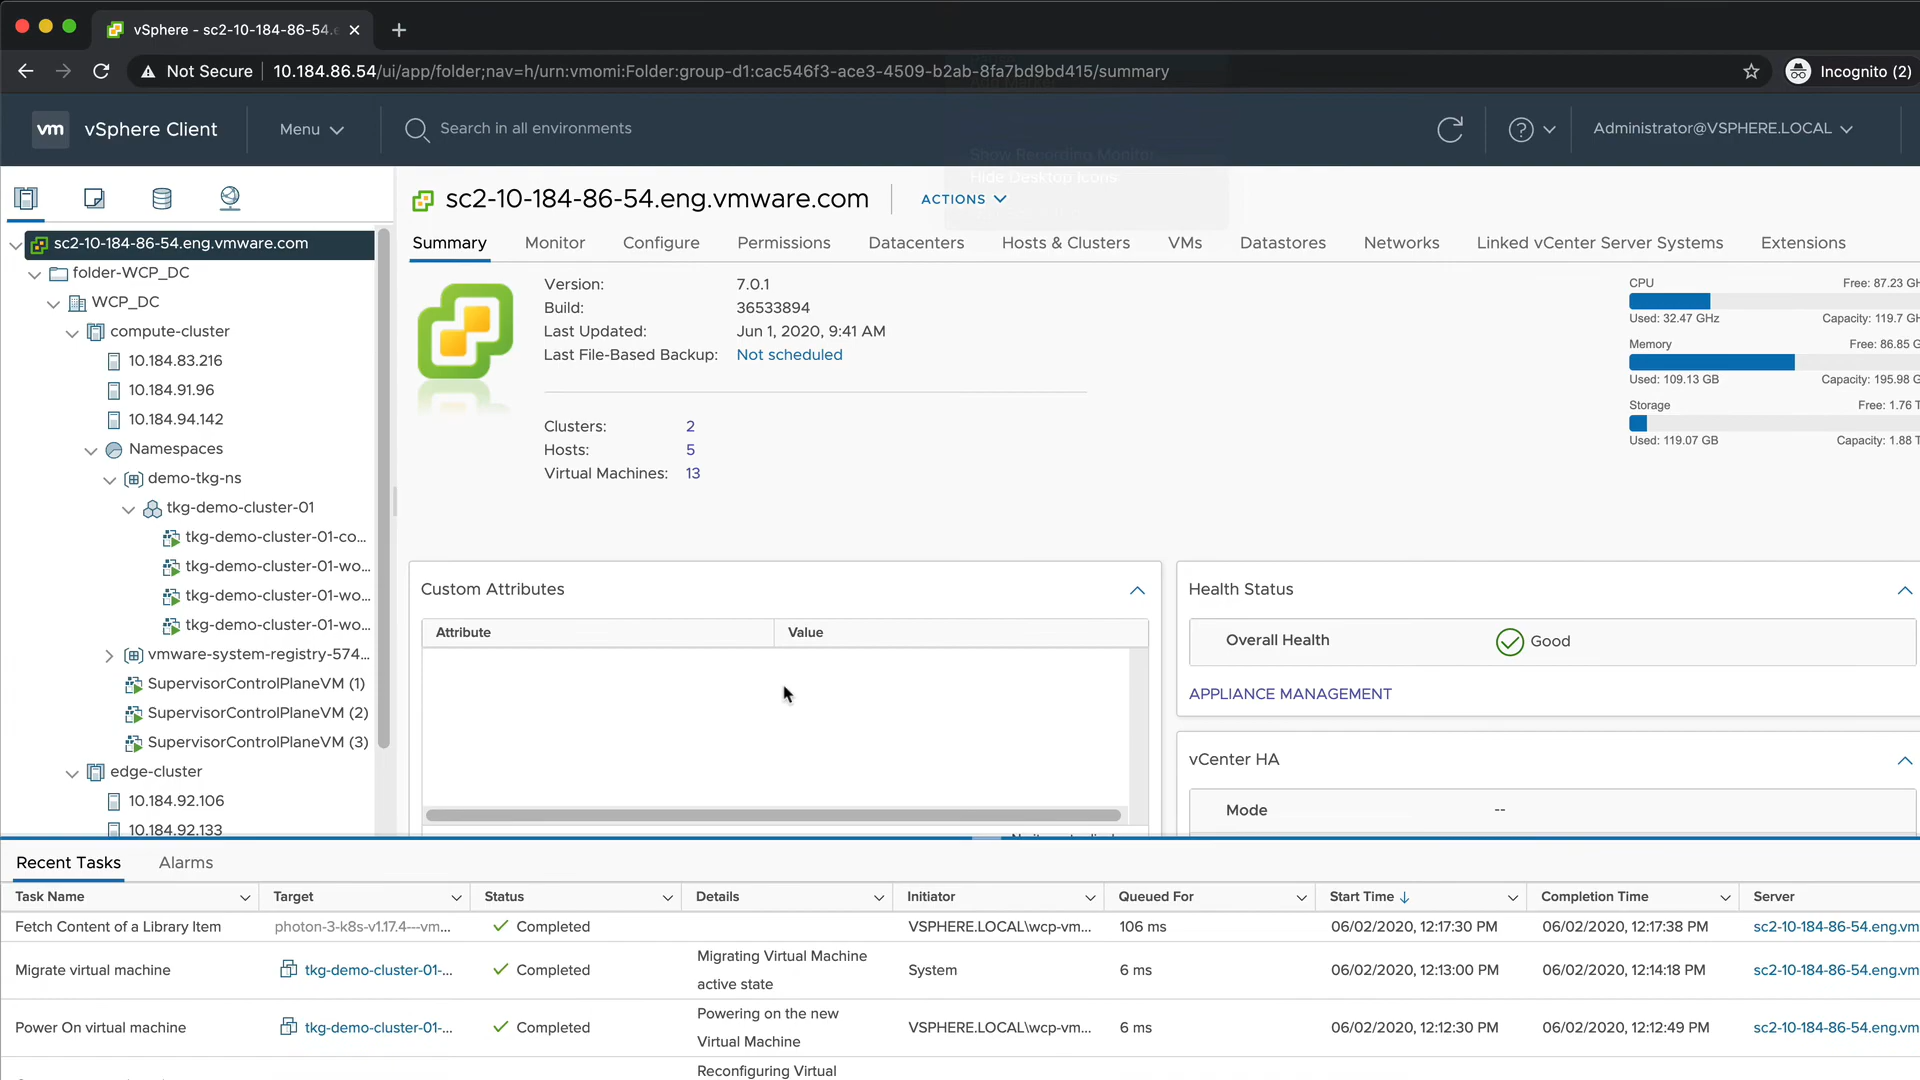 vSphere - sc2-10-184-86-54.e
Not Secure 10.184.86.54/ui/app/folder;nav=h/urn:vmomi:Folder:group-d1:cac546f3-ace3-4509-b2ab-8fa7bd9bd415/summary Incognito (2)
vm vSphere Client Menu Search in all environments Administrator@VSPHERE.LOCAL
Show Recording Monitor
Hide Desktop Icons
sc2-10-184-86-54.eng.vmware.com ACTIONS
Summary Monitor Configure Permissions Datacenters Hosts & Clusters VMs Datastores Networks Linked vCenter Server Systems Extensions
sc2-10-184-86-54.eng.vmware.com
folder-WCP_DC
WCP_DC
compute-cluster
10.184.83.216
10.184.91.96
10.184.94.142
Namespaces
demo-tkg-ns
tkg-demo-cluster-01
tkg-demo-cluster-01-co...
tkg-demo-cluster-01-wo...
tkg-demo-cluster-01-wo...
tkg-demo-cluster-01-wo...
vmware-system-registry-574...
SupervisorControlPlaneVM (1)
SupervisorControlPlaneVM (2)
SupervisorControlPlaneVM (3)
edge-cluster
10.184.92.106
10.184.92.133
Version: 7.0.1
Build: 36533894
Last Updated: Jun 1, 2020, 9:41 AM
Last File-Based Backup: Not scheduled
Clusters: 2
Hosts: 5
Virtual Machines: 13
CPU Free: 87.23 GH
Used: 32.47 GHz Capacity: 119.7 GH
Memory Free: 86.85 G
Used: 109.13 GB Capacity: 195.98 G
Storage Free: 1.76 T
Used: 119.07 GB Capacity: 1.88 T
Custom Attributes
Attribute Value
Health Status
Overall Health Good
APPLIANCE MANAGEMENT
vCenter HA
Mode --
Recent Tasks Alarms
Task Name Target Status Details Initiator Queued For Start Time Completion Time Server
Fetch Content of a Library Item photon-3-k8s-v1.17.4---vm... Completed VSPHERE.LOCAL\wcp-vm... 106 ms 06/02/2020, 12:17:30 PM 06/02/2020, 12:17:38 PM sc2-10-184-86-54.eng.vm
Migrate virtual machine tkg-demo-cluster-01-... Completed Migrating Virtual Machine active state System 6 ms 06/02/2020, 12:13:00 PM 06/02/2020, 12:14:18 PM sc2-10-184-86-54.eng.vm
Power On virtual machine tkg-demo-cluster-01-... Completed Powering on the new Virtual Machine VSPHERE.LOCAL\wcp-vm... 6 ms 06/02/2020, 12:12:30 PM 06/02/2020, 12:12:49 PM sc2-10-184-86-54.eng.vm
Reconfiguring Virtual